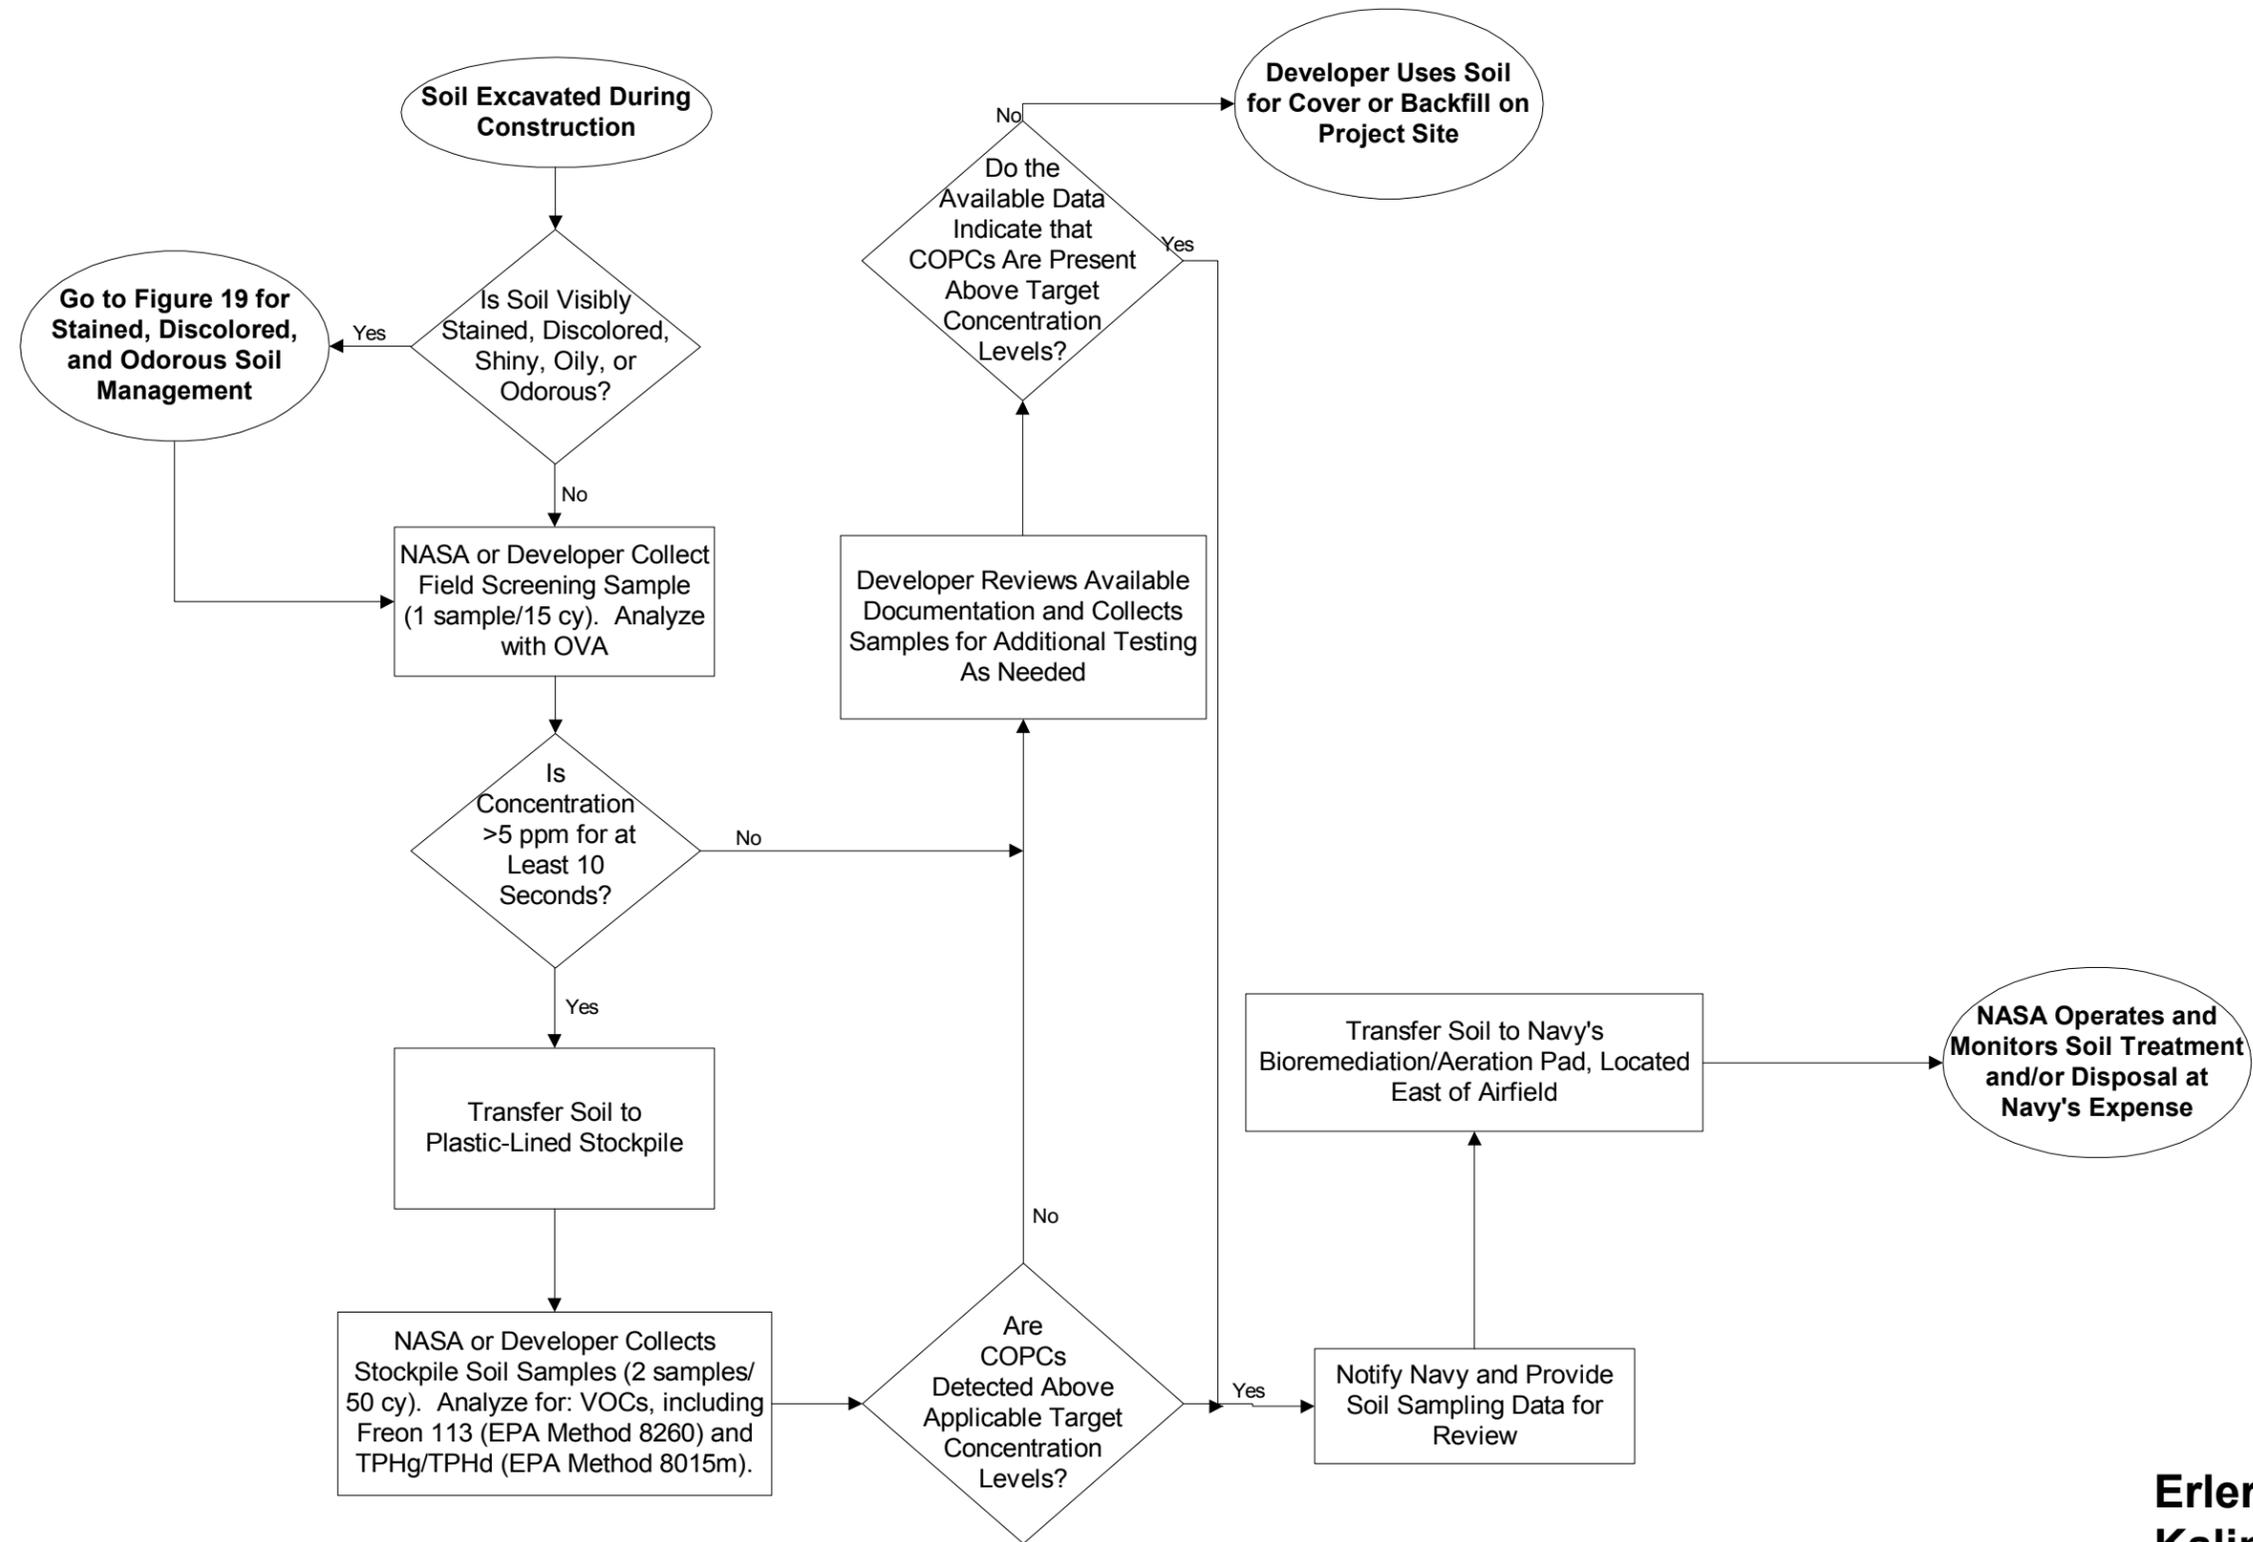 Soil Excavated During
Construction
Is Soil Visibly
Stained, Discolored,
Shiny, Oily, or
Odorous?
Yes
Go to Figure 19 for
Stained, Discolored,
and Odorous Soil
Management
No
NASA or Developer Collect
Field Screening Sample
(1 sample/15 cy).  Analyze
with OVA
Is
Concentration
>5 ppm for at
Least 10
Seconds?
No
Yes
Transfer Soil to
Plastic-Lined Stockpile
NASA or Developer Collects
Stockpile Soil Samples (2 samples/
50 cy).  Analyze for: VOCs, including
Freon 113 (EPA Method 8260) and
TPHg/TPHd (EPA Method 8015m).
Are
COPCs
Detected Above
Applicable Target
Concentration
Levels?
No
Yes
Developer Reviews Available
Documentation and Collects
Samples for Additional Testing
As Needed
Do the
Available Data
Indicate that
COPCs Are Present
Above Target
Concentration
Levels?
No
Yes
Developer Uses Soil
for Cover or Backfill on
Project Site
Notify Navy and Provide
Soil Sampling Data for
Review
Transfer Soil to Navy's
Bioremediation/Aeration Pad, Located
East of Airfield
NASA Operates and
Monitors Soil Treatment
and/or Disposal at
Navy's Expense
Erler